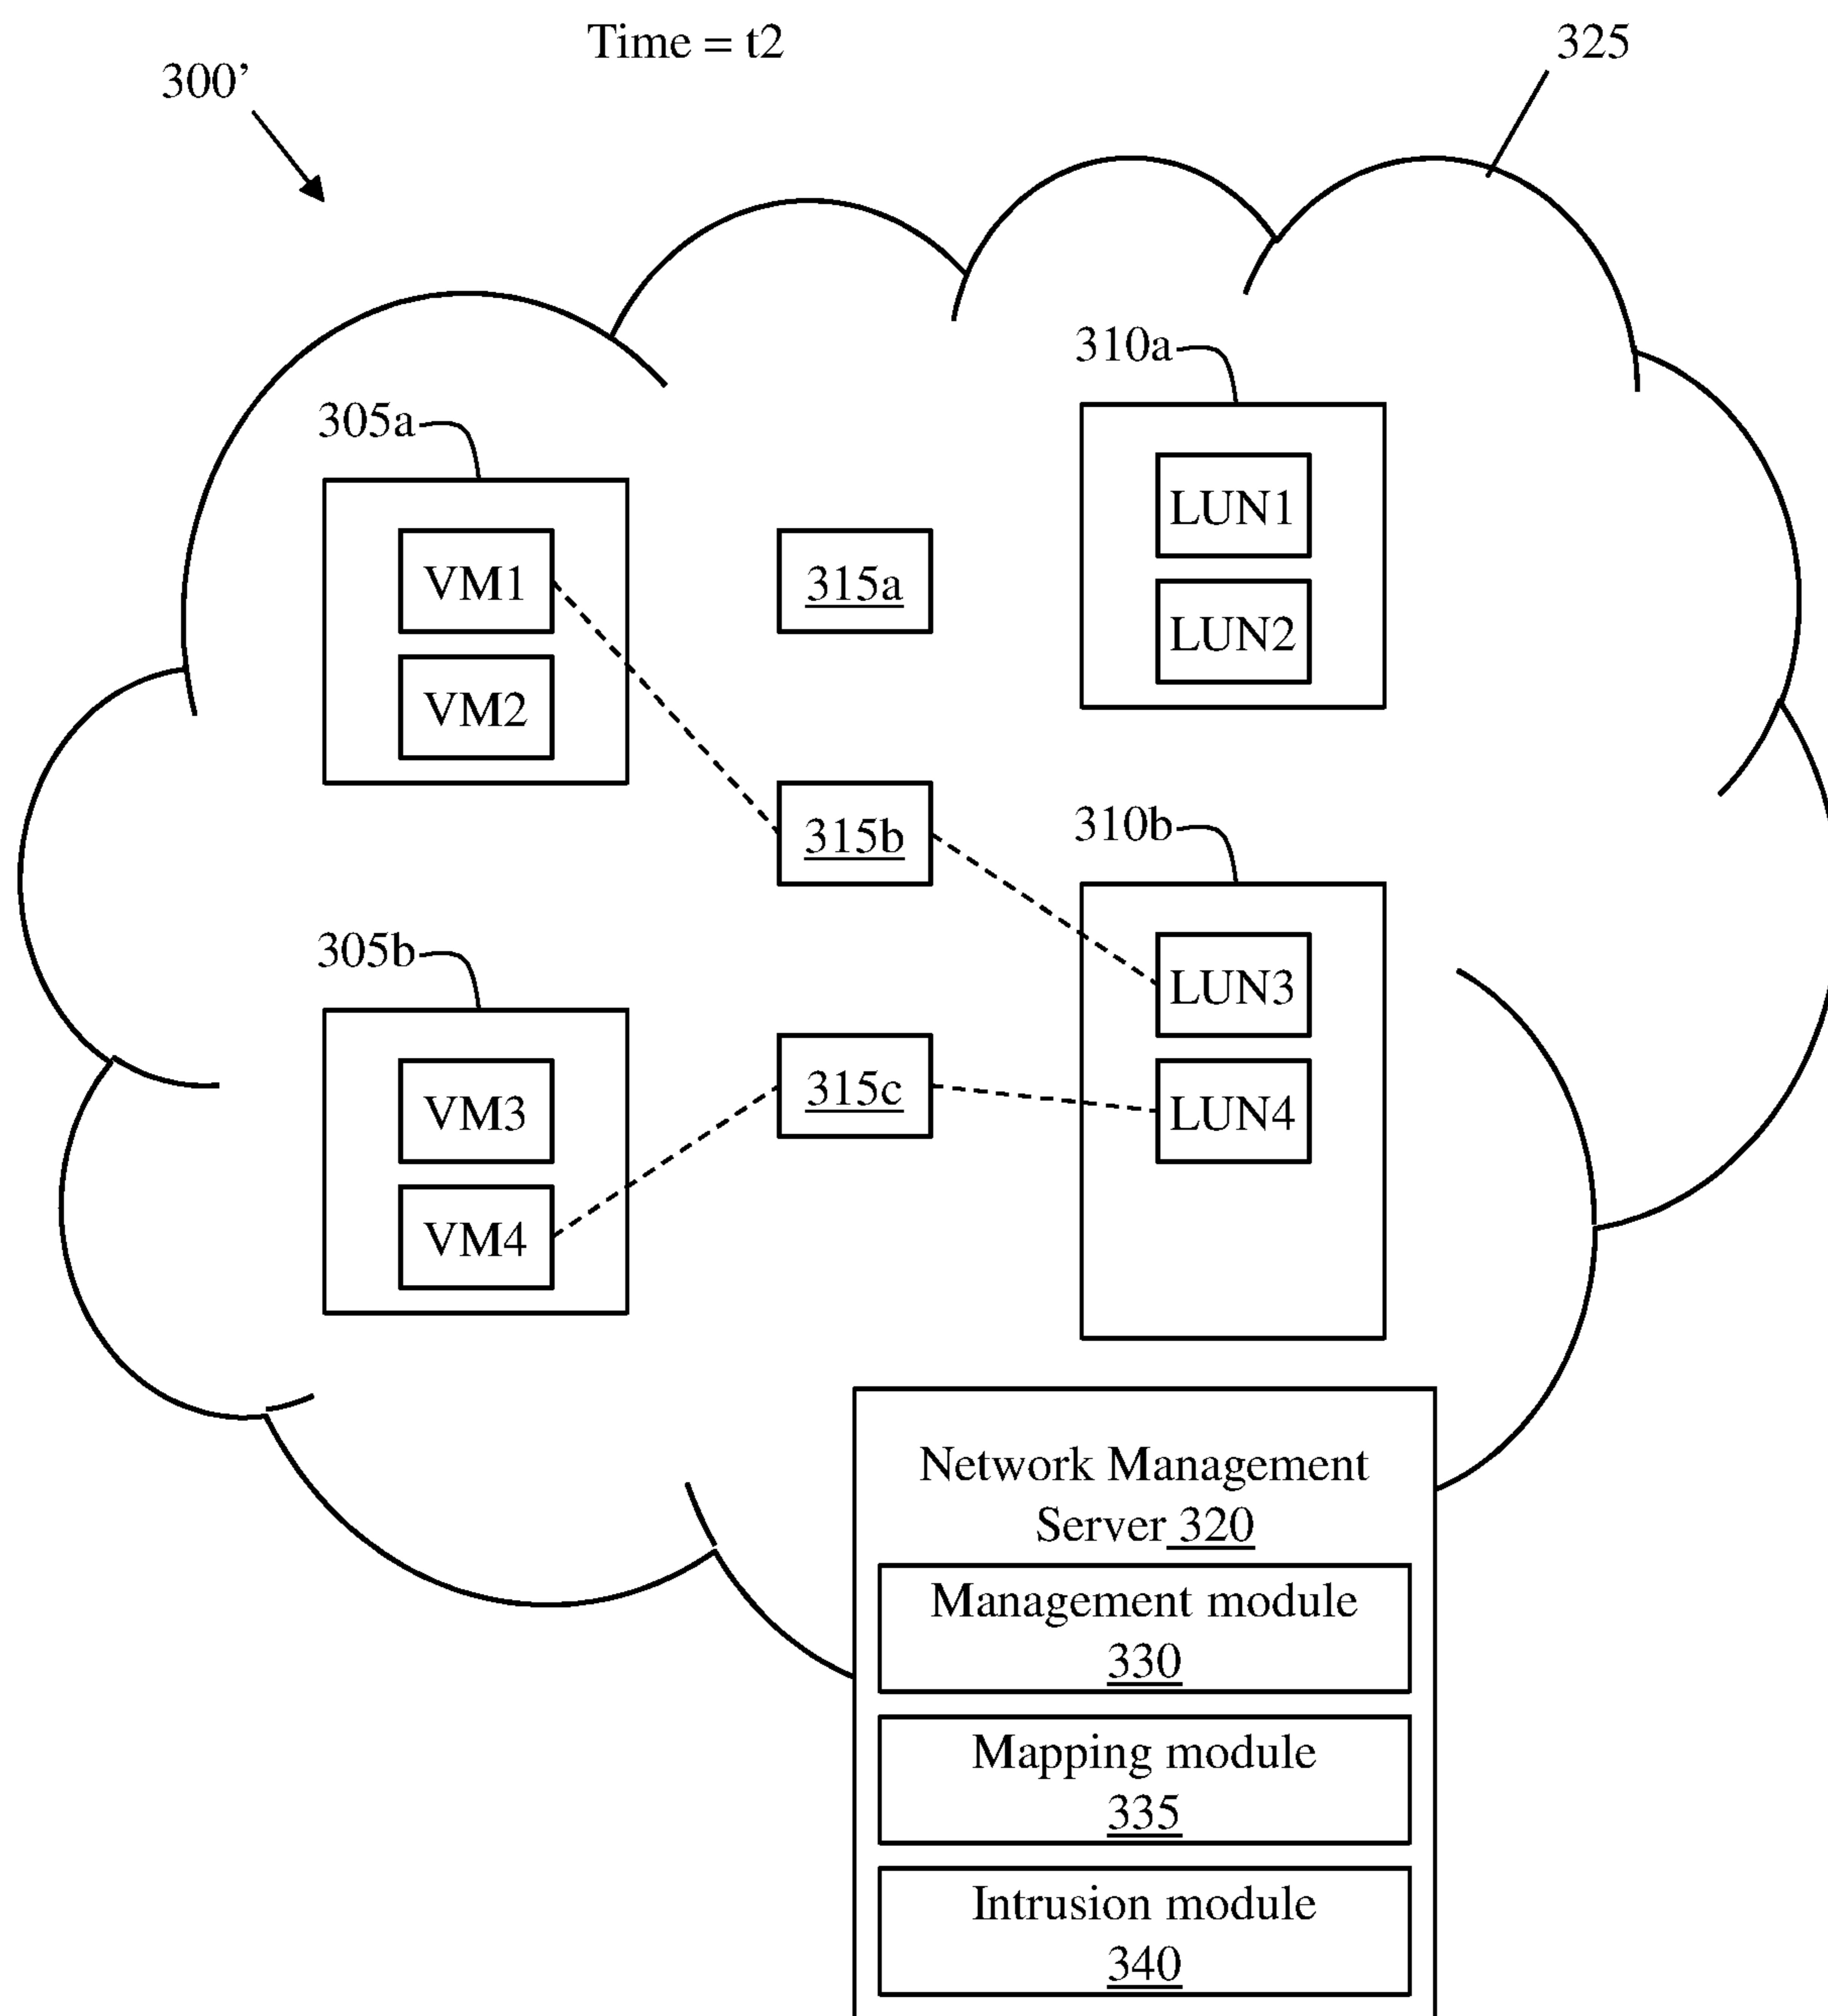 Time = t2
325
300’
310a
305a
LUN1
VM1
315a
LUN2
VM2
315b
310b
305b
LUN3
315c
LUN4
VM3
VM4
Network Management
Server 320
Management module
330
Mapping module
335
Intrusion module
340